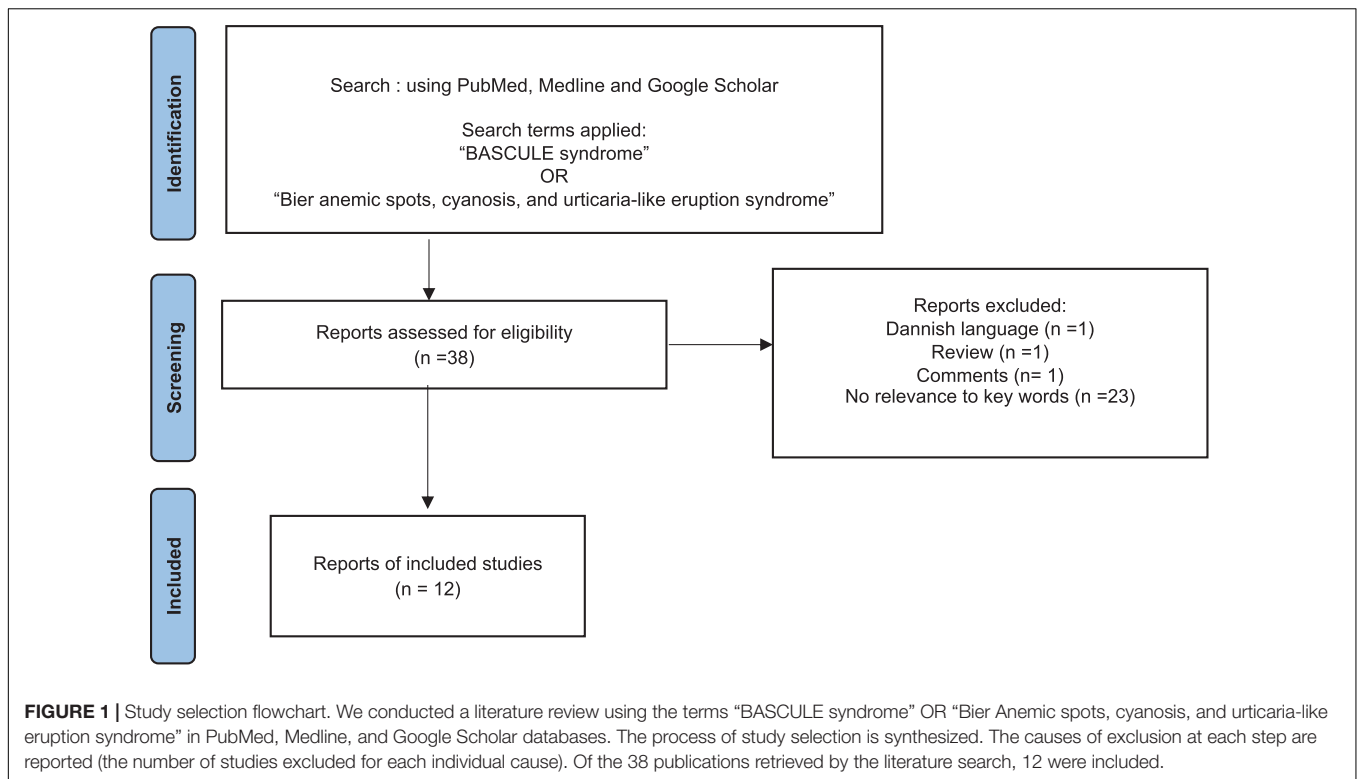 Identification
Search : using PubMed, Medline and Google Scholar
Search terms applied:
“BASCULE syndrome”
OR
“Bier anemic spots, cyanosis, and urticaria-like eruption syndrome”
Screening
Reports assessed for eligibility
(n =38)
Reports excluded:
Dannish language (n =1)
Review (n =1)
Comments (n= 1)
No relevance to key words (n =23)
Included
Reports of included studies
(n = 12)
FIGURE 1 | Study selection flowchart. We conducted a literature review using the terms “BASCULE syndrome” OR “Bier Anemic spots, cyanosis, and urticaria-like
eruption syndrome” in PubMed, Medline, and Google Scholar databases. The process of study selection is synthesized. The causes of exclusion at each step are
reported (the number of studies excluded for each individual cause). Of the 38 publications retrieved by the literature search, 12 were included.